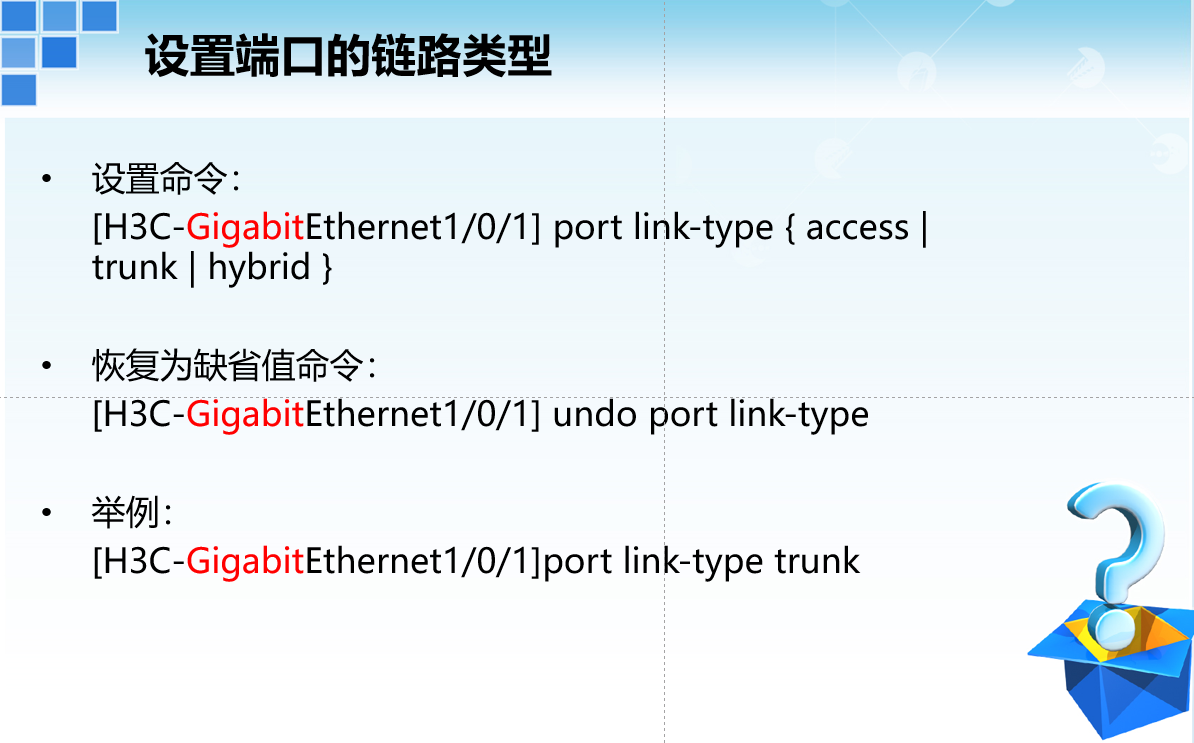 设置端口的链路类型
• 设置命令：
[H3C-GigabitEthernet1/0/1] port link-type { access |
trunk | hybrid }
• 恢复为缺省值命令：
[H3C-GigabitEthernet1/0/1] undo port link-type
• 举例：
[H3C-GigabitEthernet1/0/1]port link-type trunk